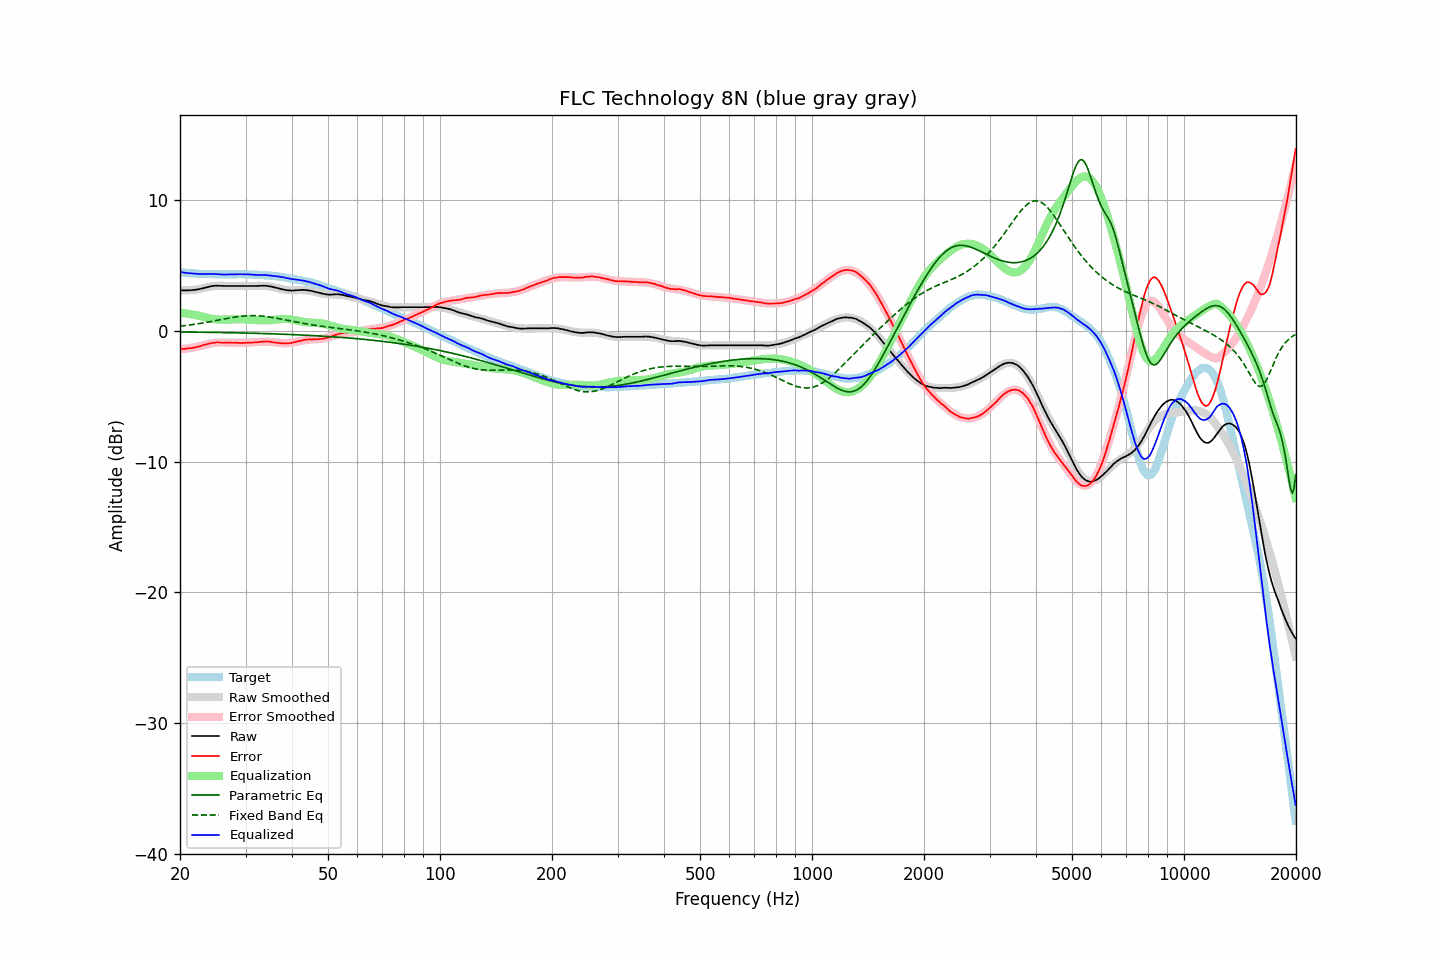 FLC Technology 8N (blue gray gray)
Amplitude (dBr)
10
0
−10
−20
−30
−40
Target
Raw Smoothed
Error Smoothed
Raw
Error
Equalization
Parametric Eq
Fixed Band Eq
Equalized
20 50 100 200 500 1000 2000 5000 10000 20000
Frequency (Hz)